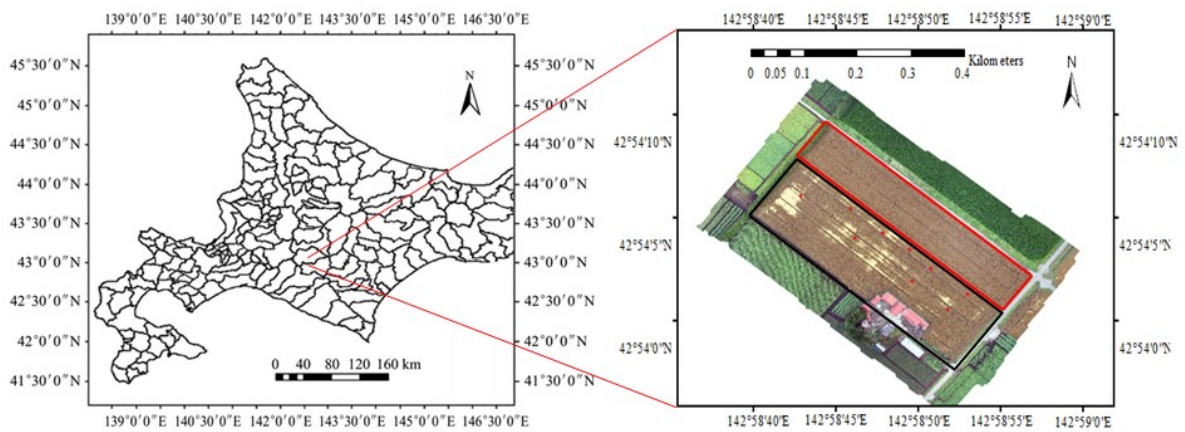 139°0′0″E 140°30′0″E 142°0′0″E 143°30′0″E 145°0′0″E 146°30′0″E
45°30′0″N
45°0′0″N
44°30′0″N
44°0′0″N
43°30′0″N
43°0′0″N
42°30′0″N
42°0′0″N
41°30′0″N
N
45°30′0″N
45°0′0″N
44°30′0″N
44°0′0″N
43°30′0″N
43°0′0″N
42°30′0″N
42°0′0″N
41°30′0″N
0 40 80 120 160 km
139°0′0″E 140°30′0″E 142°0′0″E 143°30′0″E 145°0′0″E 146°30′0″E
142°58′40″E 142°58′45″E 142°58′50″E 142°58′55″E 142°59′0″E
Kilom eters
0 0.05 0.1 0.2 0.3 0.4
N
42°54′10″N
42°54′5″N
42°54′0″N
42°54′10″N
42°54′5″N
42°54′0″N
142°58′40″E 142°58′45″E 142°58′50″E 142°58′55″E 142°59′0″E